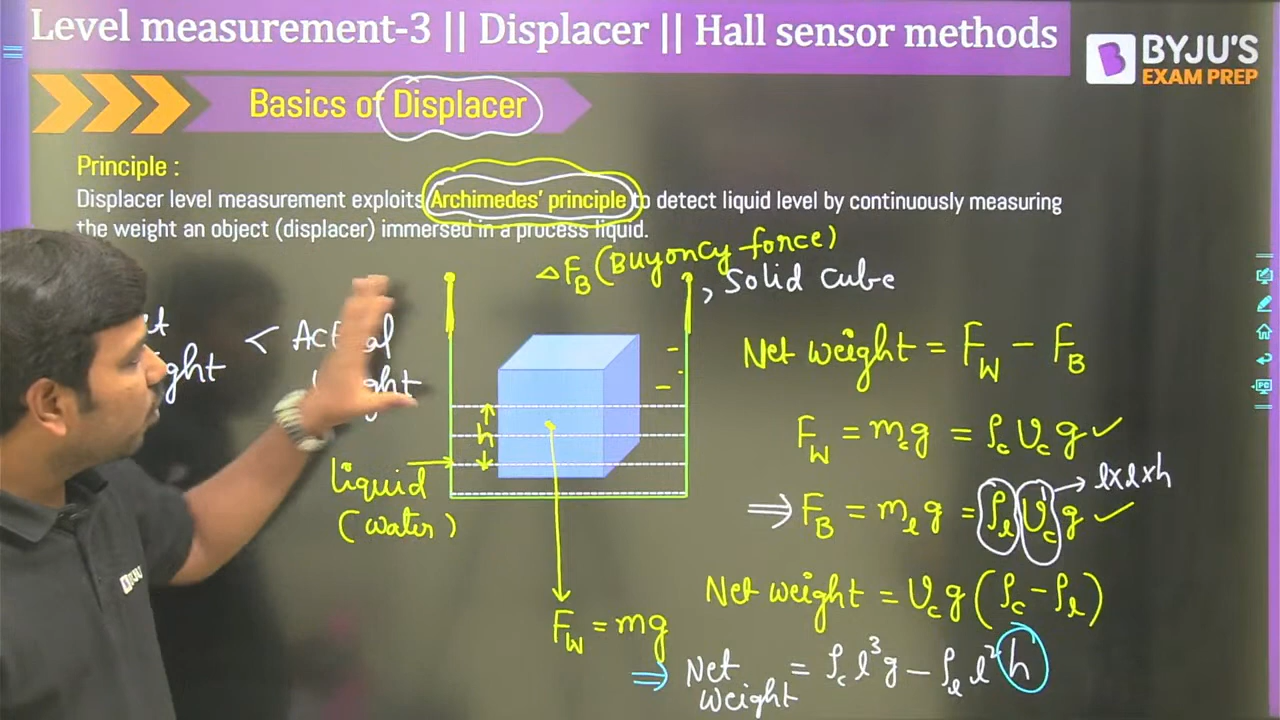 Level measurement-3 || Displacer || Hall sensor methods
BYJU'S
EXAM PREP
Basics of Displacer
Principle :
Displacer level measurement exploits Archimedes' principle to detect liquid level by continuously measuring
the weight an object (displacer) immersed in a process liquid.
F_B (Buyoncy force)
Solid cube
< Actual
weight
h
liquid
(water)
F_W = mg
Net weight = F_W - F_B
F_W = m_c g = ρ_c V_c g ✓
⇒ F_B = m_l g = ρ_l V_c' g ✓ → l×l×h
Net weight = V_c g (ρ_c - ρ_l)
⇒ Net weight = ρ_c l³ g - ρ_l l² h
BYJU
PC